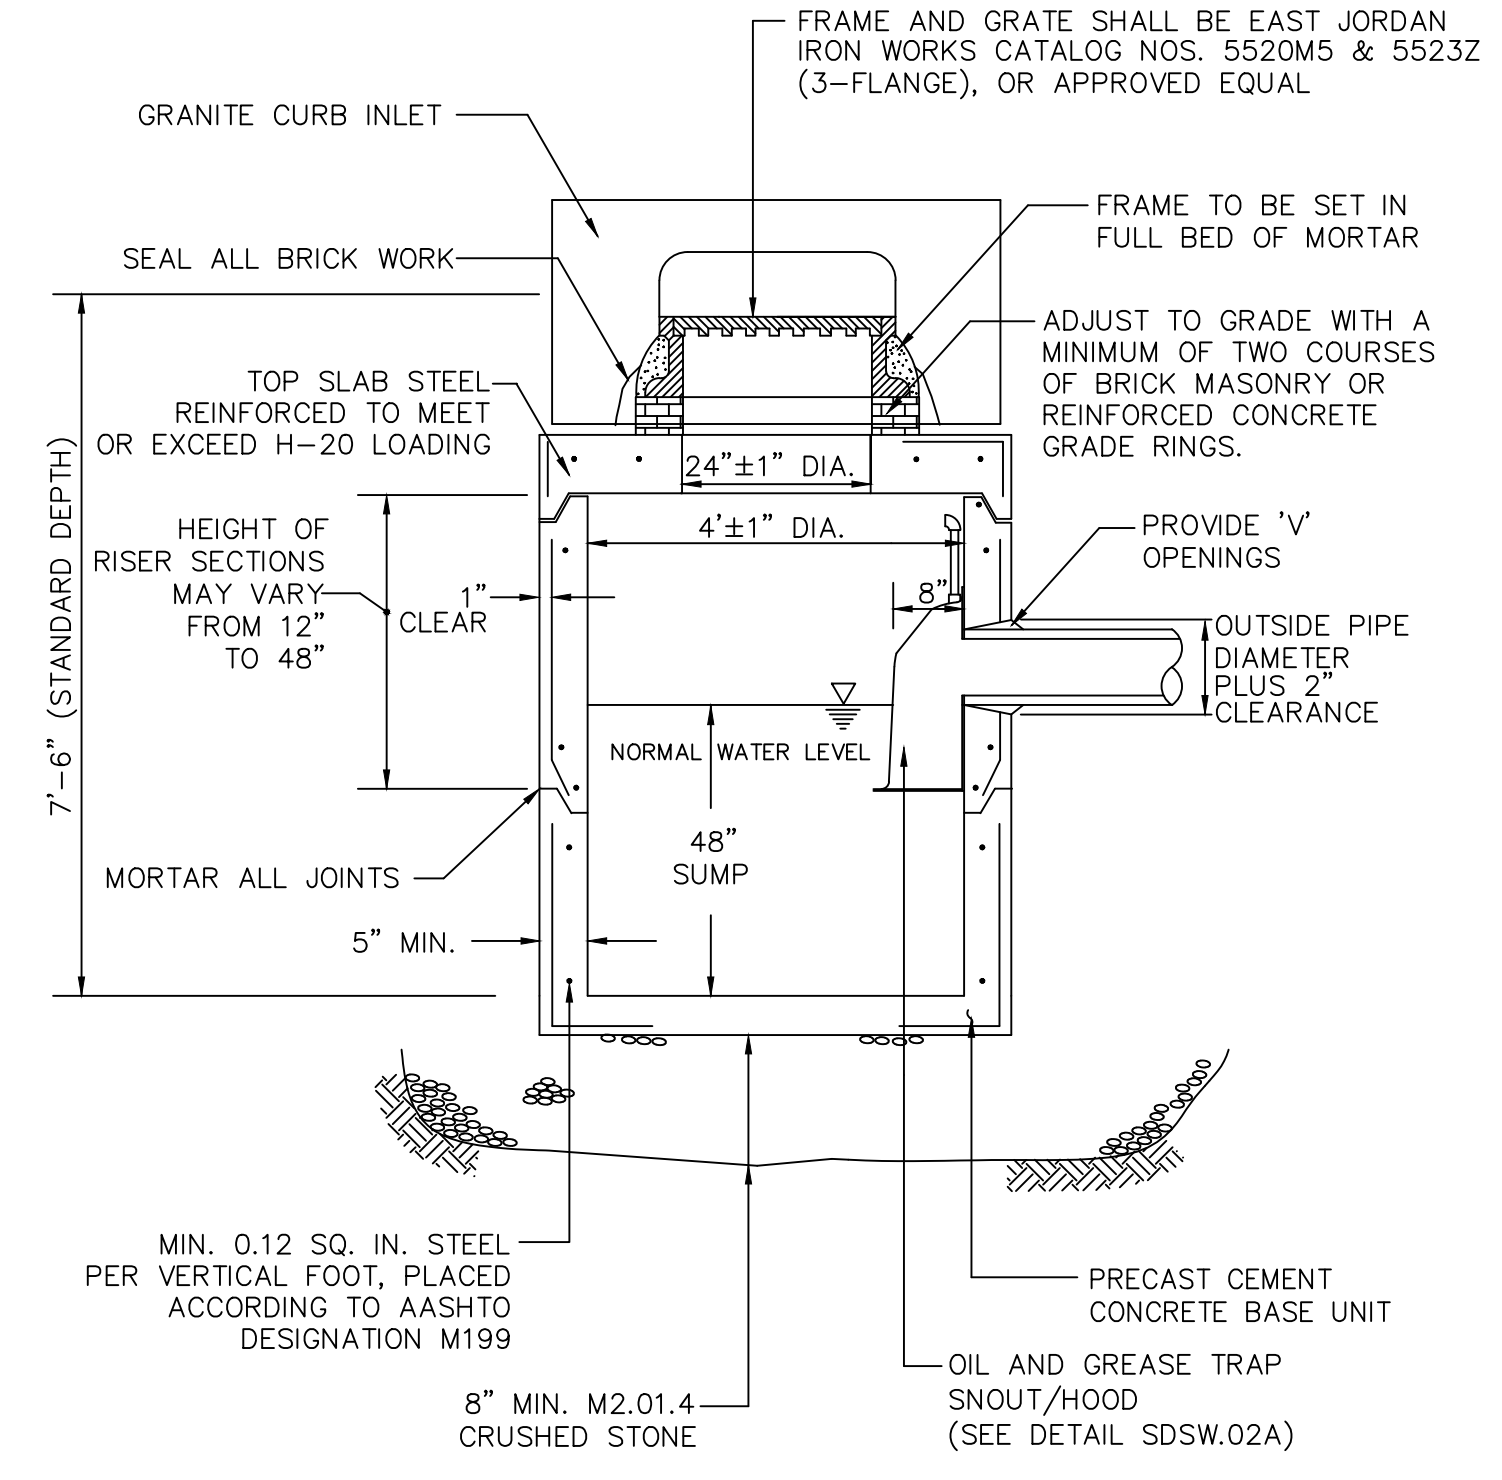 FRAME AND GRATE SHALL BE EAST JORDAN
IRON WORKS CATALOG NOS. 5520M5 & 5523Z
(3-FLANGE), OR APPROVED EQUAL
GRANITE CURB INLET
FRAME TO BE SET IN
FULL BED OF MORTAR
SEAL ALL BRICK WORK
ADJUST TO GRADE WITH A
MINIMUM OF TWO COURSES
OF BRICK MASONRY OR
REINFORCED CONCRETE
GRADE RINGS.
TOP SLAB STEEL
REINFORCED TO MEET
OR EXCEED H-20 LOADING
24"±1" DIA.
7'-6" (STANDARD DEPTH)
HEIGHT OF
RISER SECTIONS
MAY VARY
FROM 12"
TO 48"
4'±1" DIA.
PROVIDE 'V'
OPENINGS
1"
CLEAR
8"
OUTSIDE PIPE
DIAMETER
PLUS 2"
CLEARANCE
NORMAL WATER LEVEL
48"
SUMP
MORTAR ALL JOINTS
5" MIN.
MIN. 0.12 SQ. IN. STEEL
PER VERTICAL FOOT, PLACED
ACCORDING TO AASHTO
DESIGNATION M199
PRECAST CEMENT
CONCRETE BASE UNIT
OIL AND GREASE TRAP
SNOUT/HOOD
(SEE DETAIL SDSW.02A)
8" MIN. M2.01.4
CRUSHED STONE